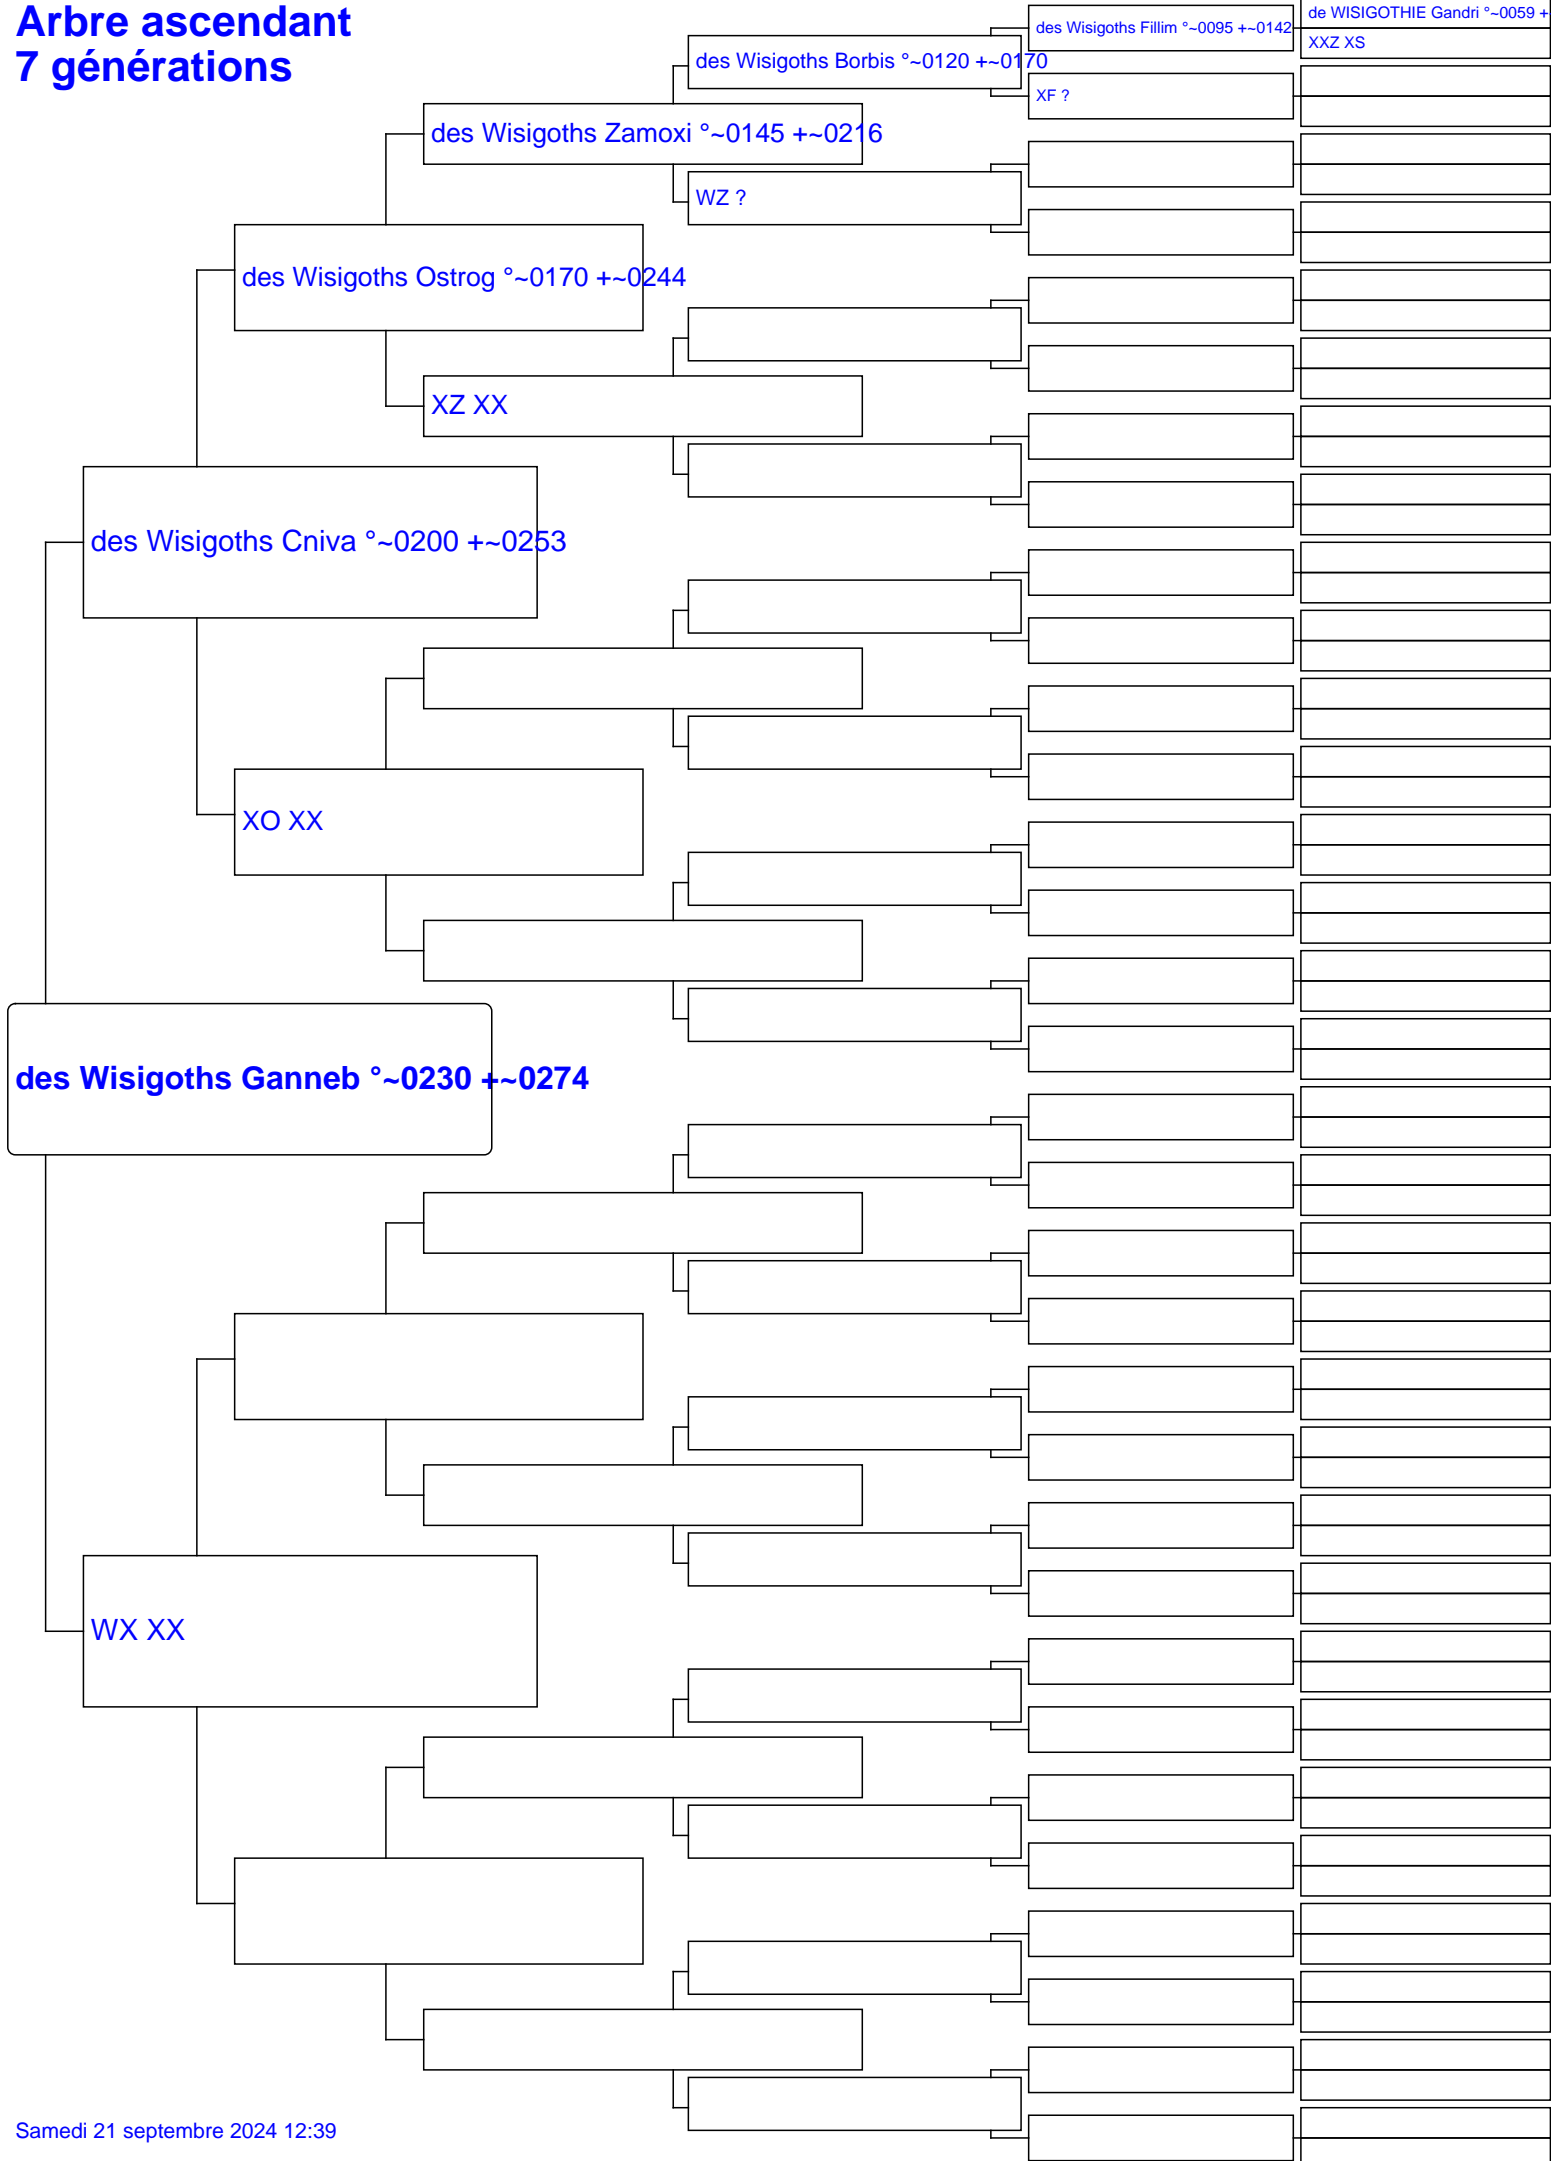 Arbre ascendant
7 générations
de WISIGOTHIE Gandri °~0059 +
XXZ XS
des Wisigoths Fillim °~0095 +~0142
XF ?
des Wisigoths Borbis °~0120 +~0170
WZ ?
des Wisigoths Zamoxi °~0145 +~0216
XZ XX
des Wisigoths Ostrog °~0170 +~0244
XO XX
des Wisigoths Cniva °~0200 +~0253
WX XX
des Wisigoths Ganneb °~0230 +~0274
Samedi 21 septembre 2024 12:39